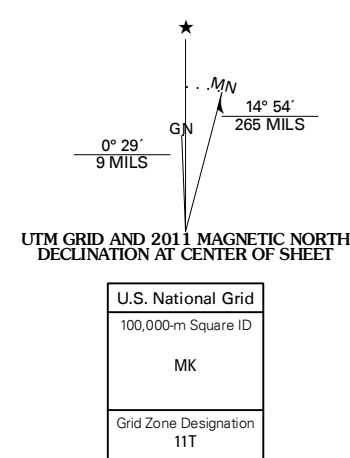 ★
MN
14° 54´
265 MILS
GN
0° 29´
9 MILS
UTM GRID AND 2011 MAGNETIC NORTH
DECLINATION AT CENTER OF SHEET
U.S. National Grid
100,000-m Square ID
MK
Grid Zone Designation
11T